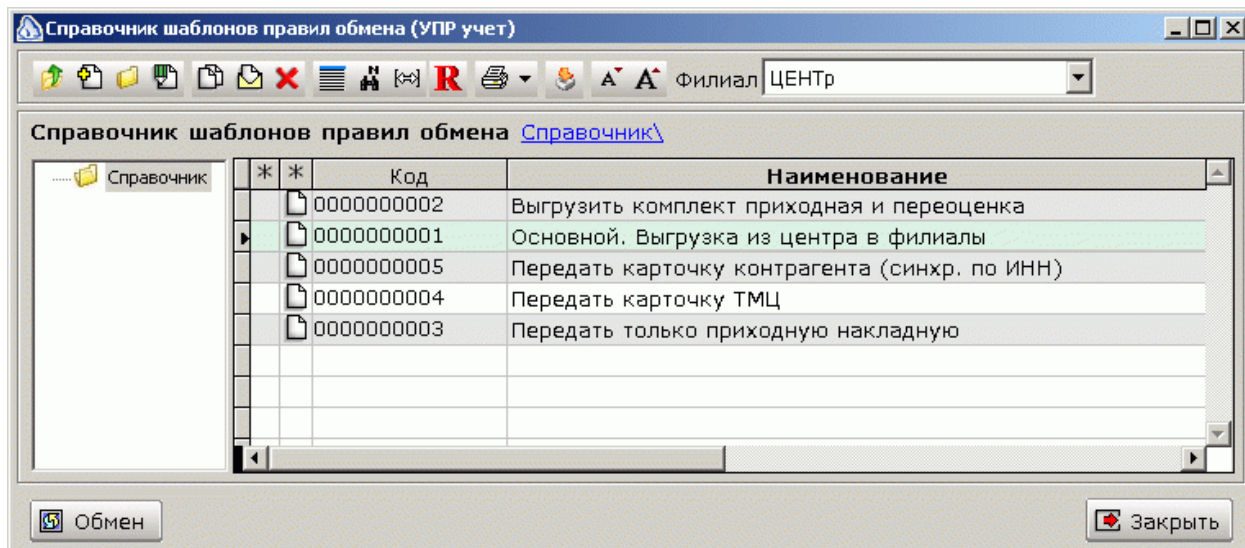 Справочник шаблонов правил обмена (УПР учет)
R A A Филиал ЦЕНТр
Справочник шаблонов правил обмена Справочник\
Справочник * * Код Наименование
0000000002 Выгрузить комплект приходная и переоценка
0000000001 Основной. Выгрузка из центра в филиалы
0000000005 Передать карточку контрагента (синхр. по ИНН)
0000000004 Передать карточку ТМЦ
0000000003 Передать только приходную накладную
Обмен Закрыть